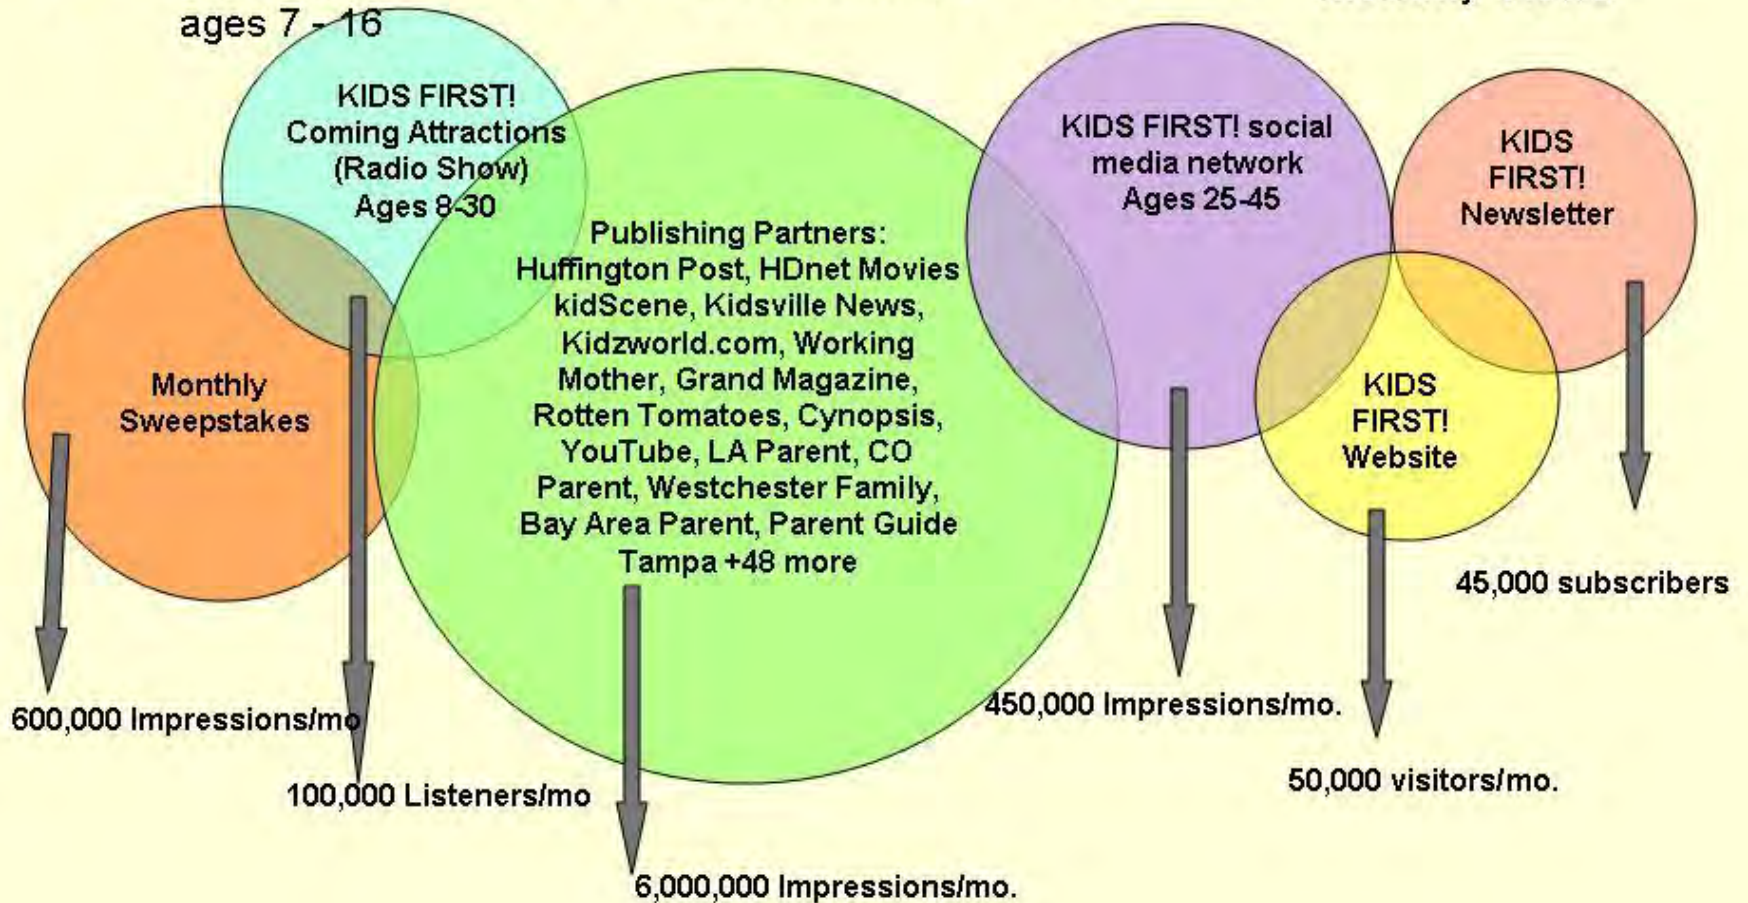 ages 7 - 16
KIDS FIRST!
Coming Attractions
(Radio Show)
Ages 8-30
Monthly
Sweepstakes
Publishing Partners:
Huffington Post, HDnet Movies
kidScene, Kidsville News,
Kidzworld.com, Working
Mother, Grand Magazine,
Rotten Tomatoes, Cynopsis,
YouTube, LA Parent, CO
Parent, Westchester Family,
Bay Area Parent, Parent Guide
Tampa +48 more
KIDS FIRST! social
media network
Ages 25-45
KIDS
FIRST!
Newsletter
KIDS
FIRST!
Website
600,000 Impressions/mo
100,000 Listeners/mo
6,000,000 Impressions/mo.
450,000 Impressions/mo.
50,000 visitors/mo.
45,000 subscribers